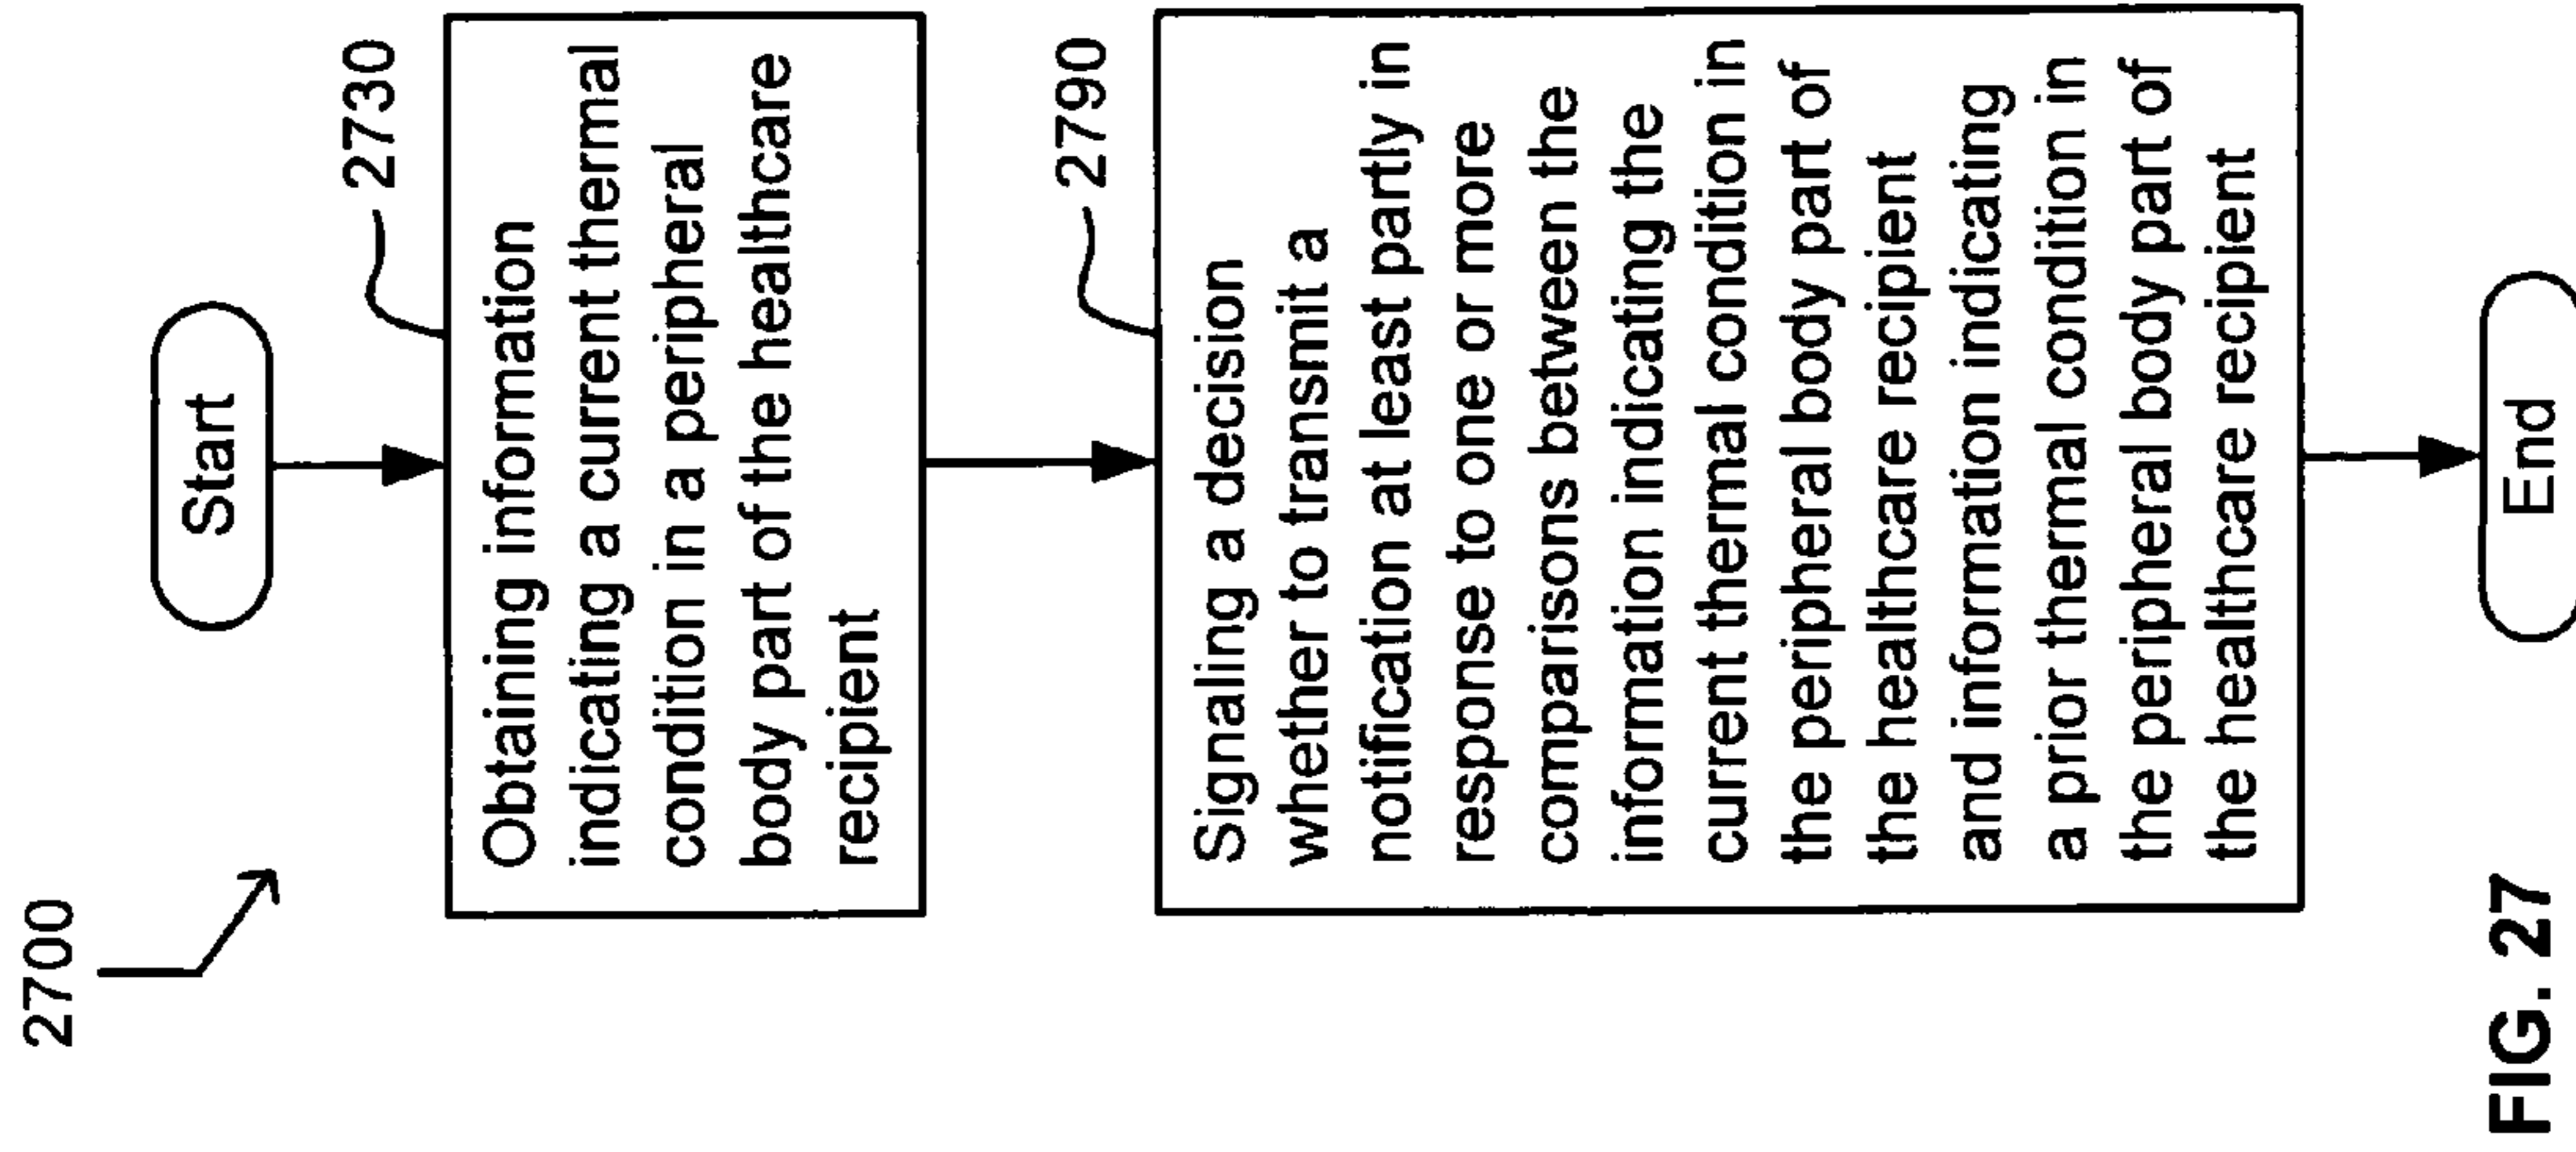 2700
Start
2730
Obtaining information
indicating a current thermal
condition in a peripheral
body part of the healthcare
recipient
2790
Signaling a decision
whether to transmit a
notification at least partly in
response to one or more
comparisons between the
information indicating the
current thermal condition in
the peripheral body part of
the healthcare recipient
and information indicating
a prior thermal condition in
the peripheral body part of
the healthcare recipient
End
FIG. 27